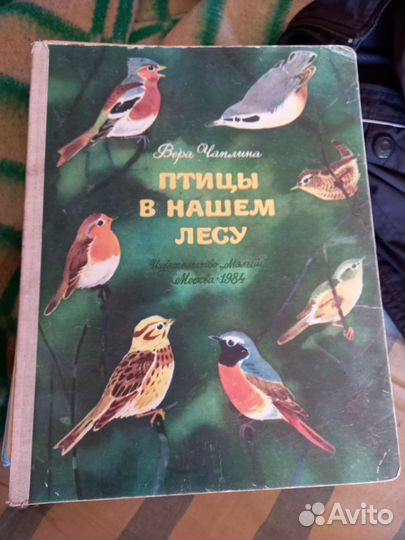 Вера Чаплина
ПТИЦЫ
В НАШЕМ
ЛЕСУ
Издательство „Малыш"
Москва·1984
Avito